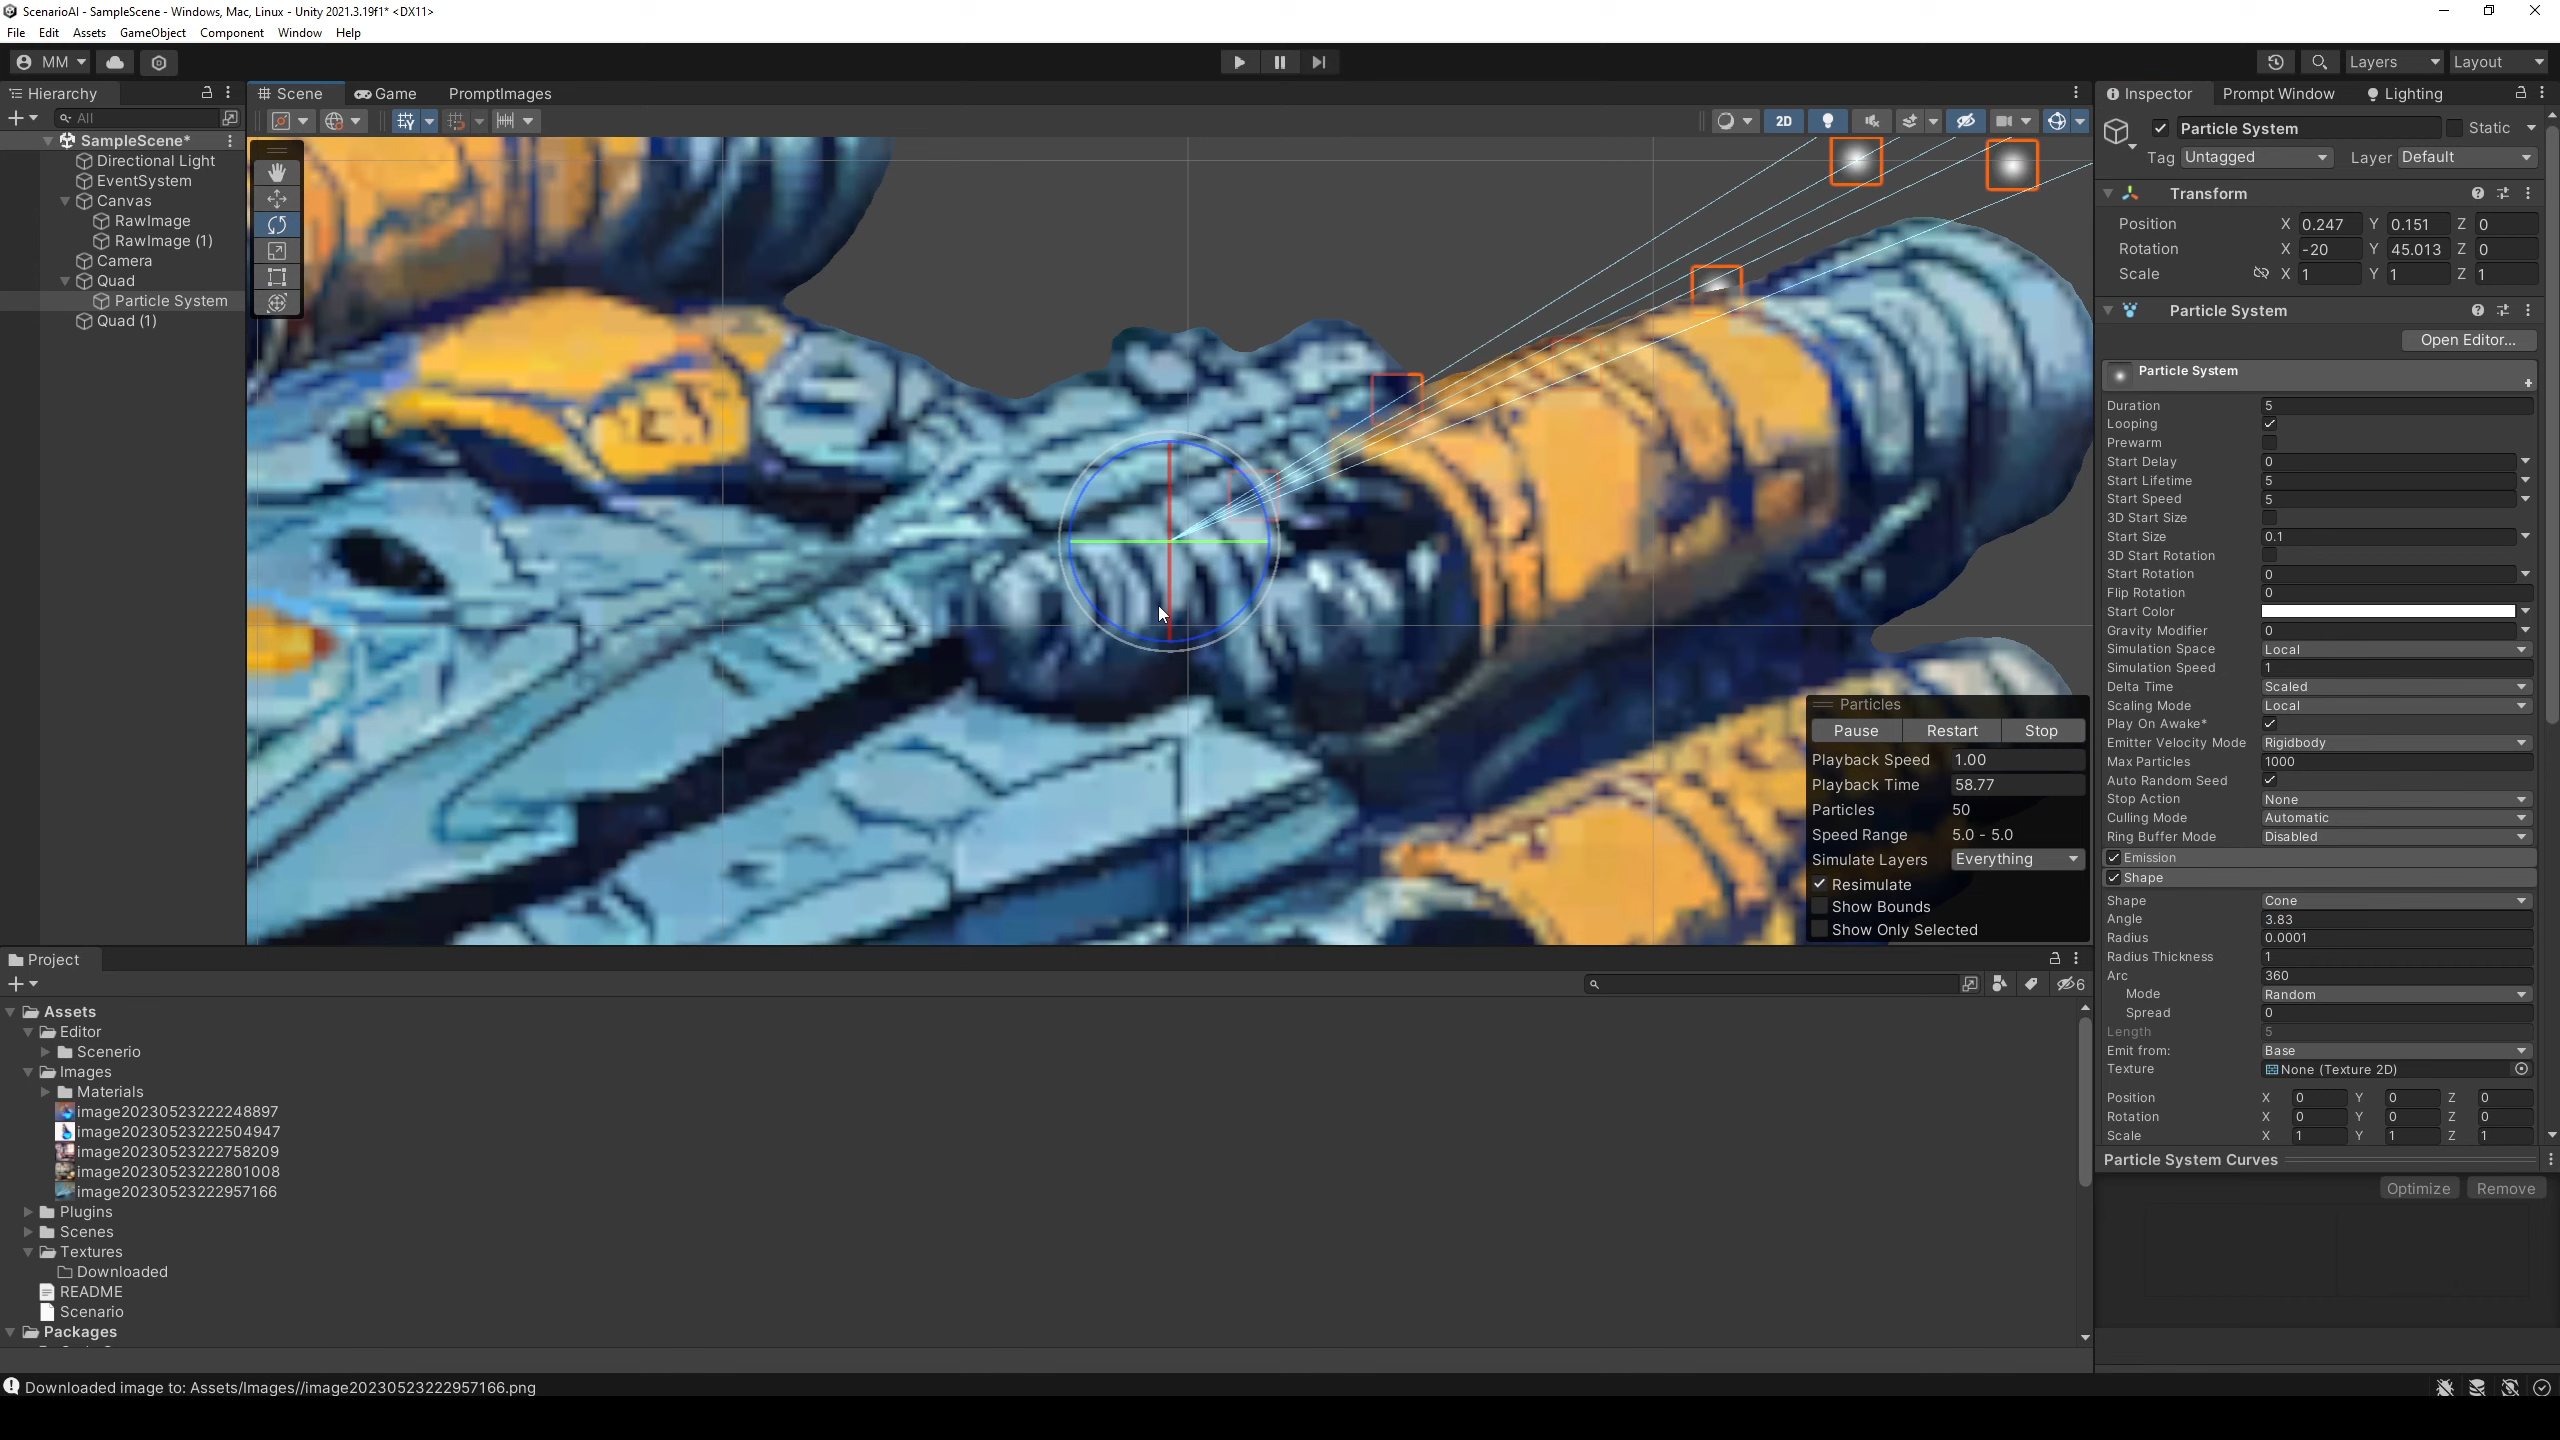 ScenarioAI - SampleScene - Windows, Mac, Linux - Unity 2021.3.19f1* <DX11>
File Edit Assets GameObject Component Window Help
MM
Layers Layout
Hierarchy
All
SampleScene*
Directional Light
EventSystem
Canvas
RawImage
RawImage (1)
Camera
Quad
Particle System
Quad (1)
Scene Game PromptImages
2D
Particles
Pause Restart Stop
Playback Speed 1.00
Playback Time 58.77
Particles 50
Speed Range 5.0 - 5.0
Simulate Layers Everything
Resimulate
Show Bounds
Show Only Selected
Inspector Prompt Window Lighting
Particle System Static
Tag Untagged Layer Default
Transform
Position X 0.247 Y 0.151 Z 0
Rotation X -20 Y 45.013 Z 0
Scale X 1 Y 1 Z 1
Particle System
Open Editor...
Particle System
Duration 5
Looping
Prewarm
Start Delay 0
Start Lifetime 5
Start Speed 5
3D Start Size
Start Size 0.1
3D Start Rotation
Start Rotation 0
Flip Rotation 0
Start Color
Gravity Modifier 0
Simulation Space Local
Simulation Speed 1
Delta Time Scaled
Scaling Mode Local
Play On Awake*
Emitter Velocity Mode Rigidbody
Max Particles 1000
Auto Random Seed
Stop Action None
Culling Mode Automatic
Ring Buffer Mode Disabled
Emission
Shape
Shape Cone
Angle 3.83
Radius 0.0001
Radius Thickness 1
Arc 360
Mode Random
Spread 0
Length 5
Emit from: Base
Texture None (Texture 2D)
Position X 0 Y 0 Z 0
Rotation X 0 Y 0 Z 0
Scale X 1 Y 1 Z 1
Particle System Curves
Optimize Remove
Project
6
Assets
Editor
Scenerio
Images
Materials
image20230523222248897
image20230523222504947
image20230523222758209
image20230523222801008
image20230523222957166
Plugins
Scenes
Textures
Downloaded
README
Scenario
Packages
Downloaded image to: Assets/Images//image20230523222957166.png